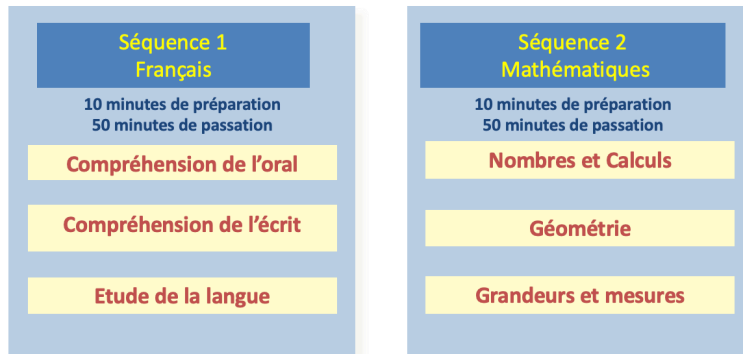 Séquence 1
Français
10 minutes de préparation
50 minutes de passation
Compréhension de l'oral
Compréhension de l'écrit
Etude de la langue
Séquence 2
Mathématiques
10 minutes de préparation
50 minutes de passation
Nombres et Calculs
Géométrie
Grandeurs et mesures